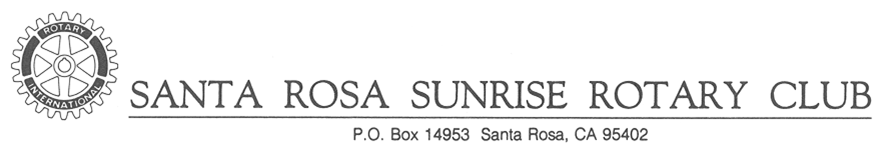 ROTARY
INTERNATIONAL
SANTA ROSA SUNRISE ROTARY CLUB
P.O. Box 14953 Santa Rosa, CA 95402